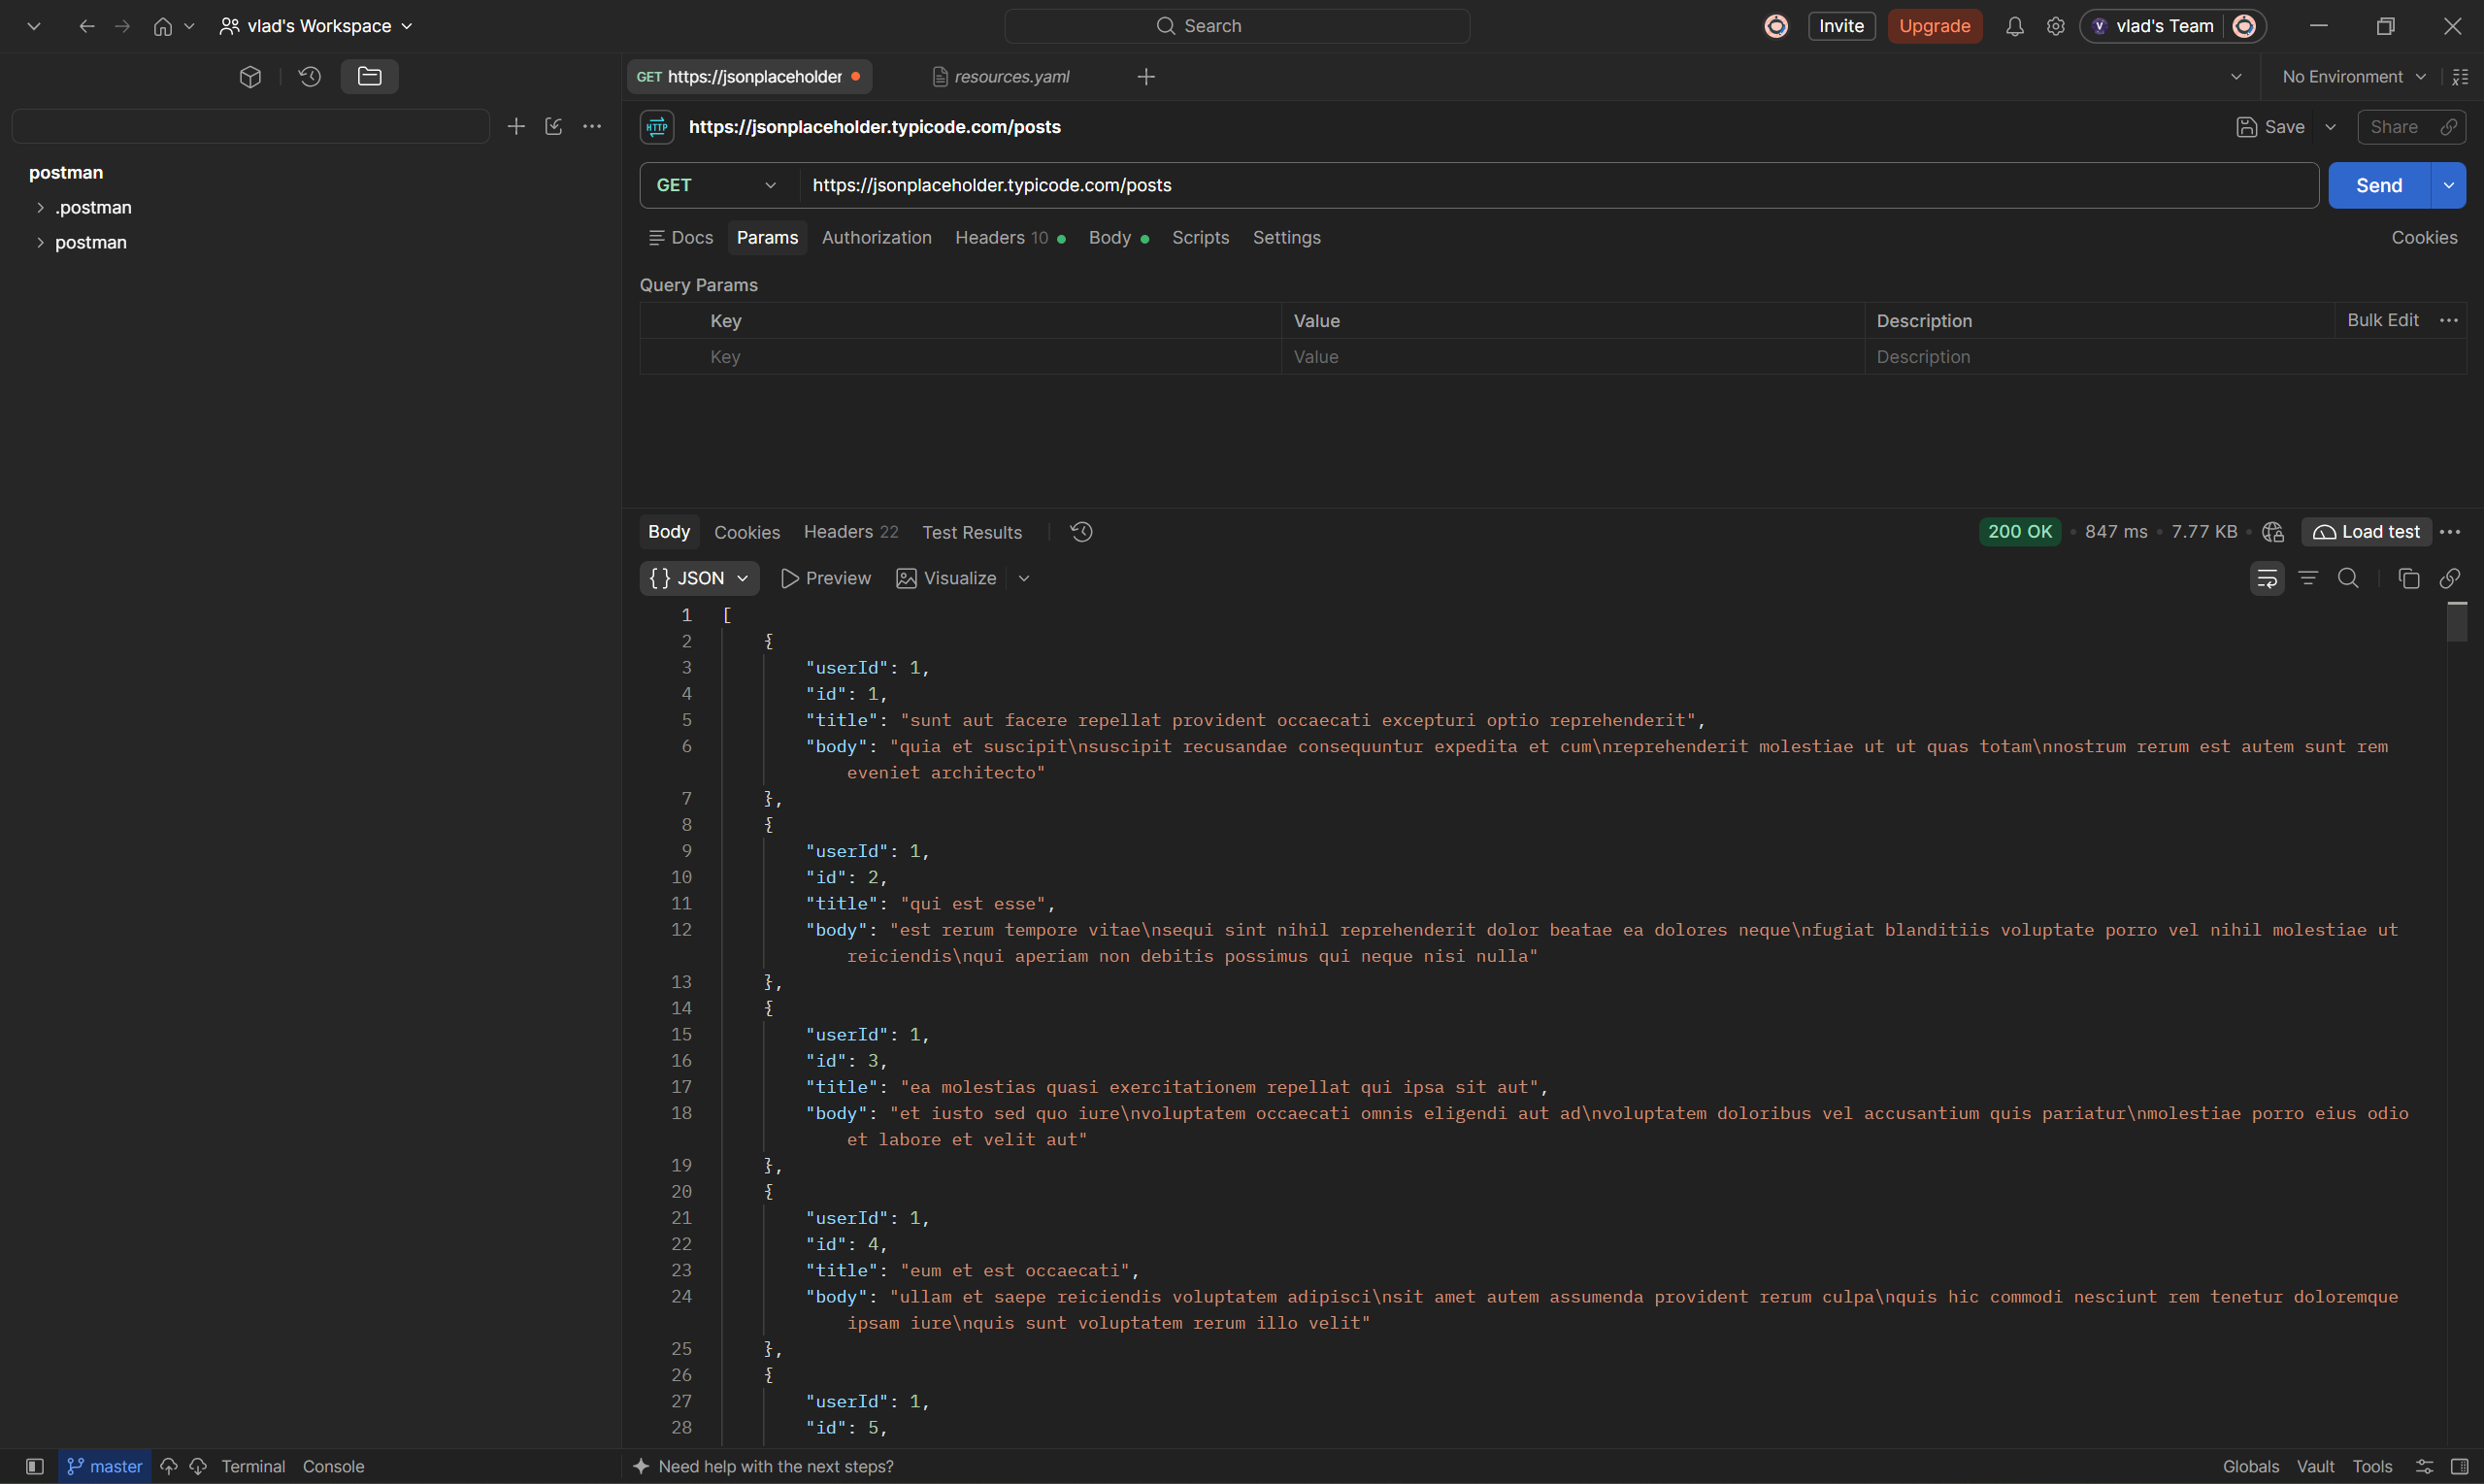 vlad's Workspace
Search
Invite
Upgrade
V
vlad's Team
GET https://jsonplaceholder
resources.yaml
No Environment
HTTP
https://jsonplaceholder.typicode.com/posts
Save
Share
postman
.postman
postman
GET
https://jsonplaceholder.typicode.com/posts
Send
Docs
Params
Authorization
Headers 10
Body
Scripts
Settings
Cookies
Query Params
Key
Value
Description
Bulk Edit
Key
Value
Description
Body
Cookies
Headers 22
Test Results
200 OK
847 ms
7.77 KB
Load test
{} JSON
Preview
Visualize
1 [
2 {
3 "userId": 1,
4 "id": 1,
5 "title": "sunt aut facere repellat provident occaecati excepturi optio reprehenderit",
6 "body": "quia et suscipit\nsuscipit recusandae consequuntur expedita et cum\nreprehenderit molestiae ut ut quas totam\nnostrum rerum est autem sunt rem
eveniet architecto"
7 },
8 {
9 "userId": 1,
10 "id": 2,
11 "title": "qui est esse",
12 "body": "est rerum tempore vitae\nsequi sint nihil reprehenderit dolor beatae ea dolores neque\nfugiat blanditiis voluptate porro vel nihil molestiae ut
reiciendis\nqui aperiam non debitis possimus qui neque nisi nulla"
13 },
14 {
15 "userId": 1,
16 "id": 3,
17 "title": "ea molestias quasi exercitationem repellat qui ipsa sit aut",
18 "body": "et iusto sed quo iure\nvoluptatem occaecati omnis eligendi aut ad\nvoluptatem doloribus vel accusantium quis pariatur\nmolestiae porro eius odio
et labore et velit aut"
19 },
20 {
21 "userId": 1,
22 "id": 4,
23 "title": "eum et est occaecati",
24 "body": "ullam et saepe reiciendis voluptatem adipisci\nsit amet autem assumenda provident rerum culpa\nquis hic commodi nesciunt rem tenetur doloremque
ipsam iure\nquis sunt voluptatem rerum illo velit"
25 },
26 {
27 "userId": 1,
28 "id": 5,
master
Terminal
Console
Need help with the next steps?
Globals
Vault
Tools